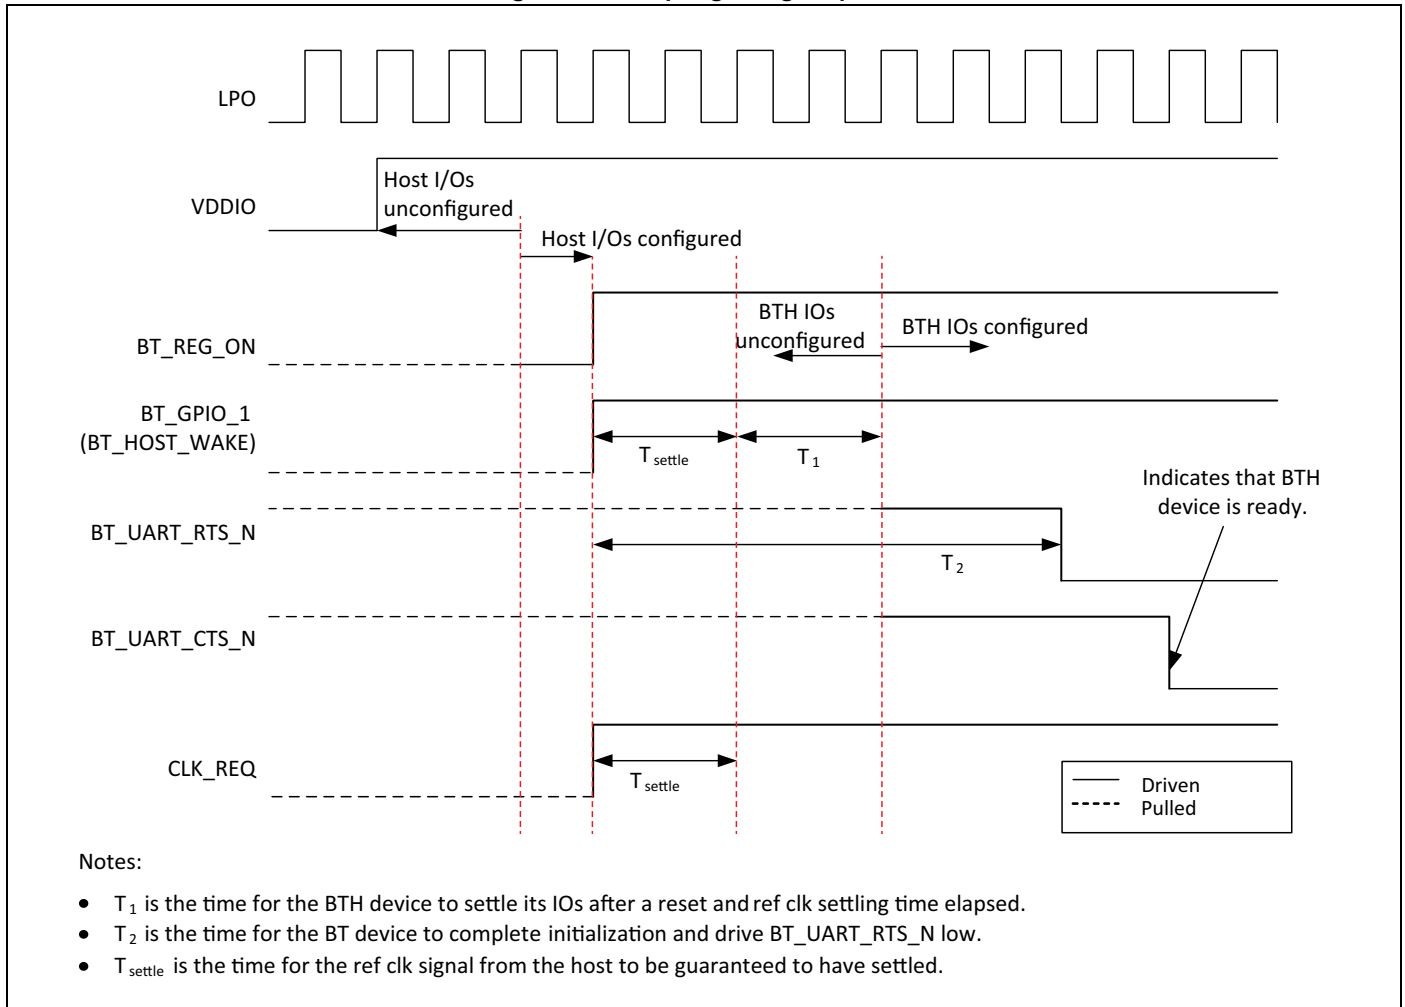 LPO
VDDIO
Host I/Os
unconfigured
Host I/Os configured
BT_REG_ON
BTH IOs
unconfigured
BTH IOs configured
BT_GPIO_1
(BT_HOST_WAKE)
T settle
T 1
Indicates that BTH
device is ready.
BT_UART_RTS_N
T 2
BT_UART_CTS_N
CLK_REQ
T settle
Driven
Pulled
Notes:
• T 1 is the time for the BTH device to settle its IOs after a reset and ref clk settling time elapsed.
• T 2 is the time for the BT device to complete initialization and drive BT_UART_RTS_N low.
• T settle is the time for the ref clk signal from the host to be guaranteed to have settled.